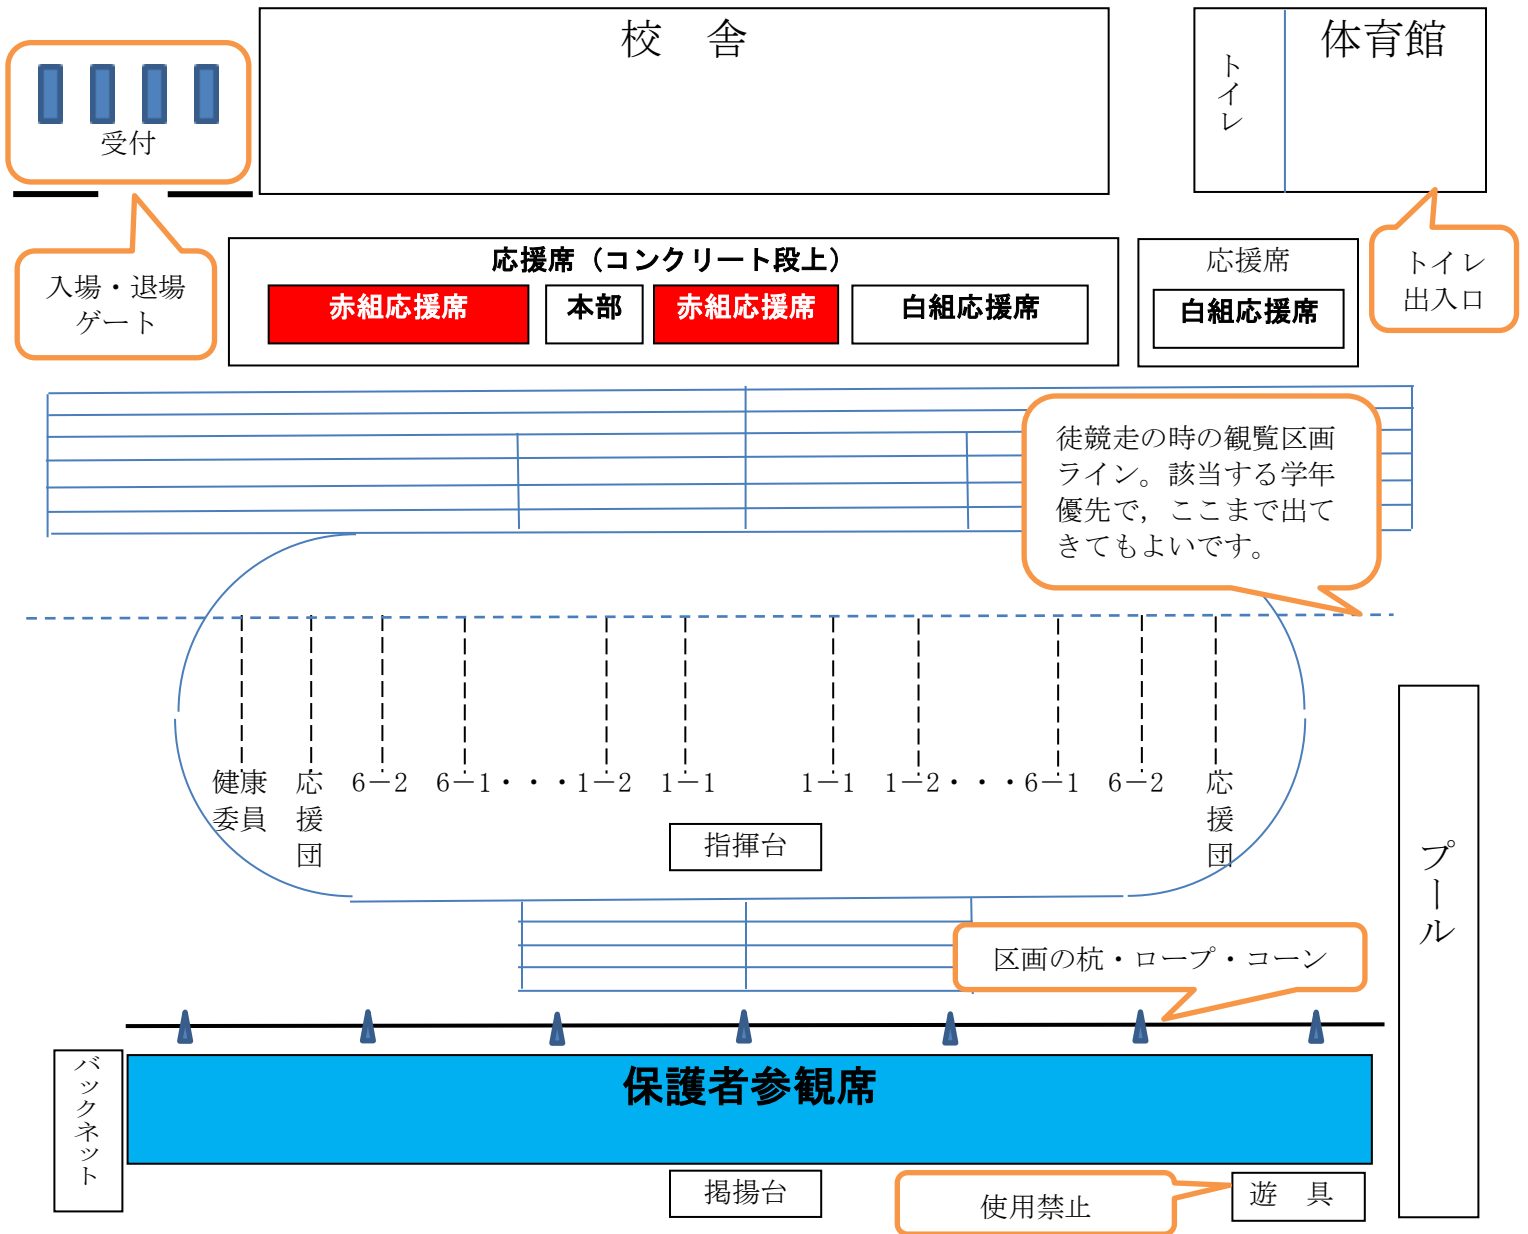 校　舎
体育館
トイレ
受付
入場・退場
ゲート
応援席（コンクリート段上）
赤組応援席
本部
赤組応援席
白組応援席
応援席
白組応援席
トイレ
出入口
徒競走の時の観覧区画
ライン。該当する学年
優先で，ここまで出て
きてもよいです。
健康
委員
応援団
6－2
6－1・・・1－2
1－1
1－1
1－2・・・6－1
6－2
応援団
指揮台
プール
区画の杭・ロープ・コーン
バックネット
保護者参観席
掲揚台
使用禁止
遊　具